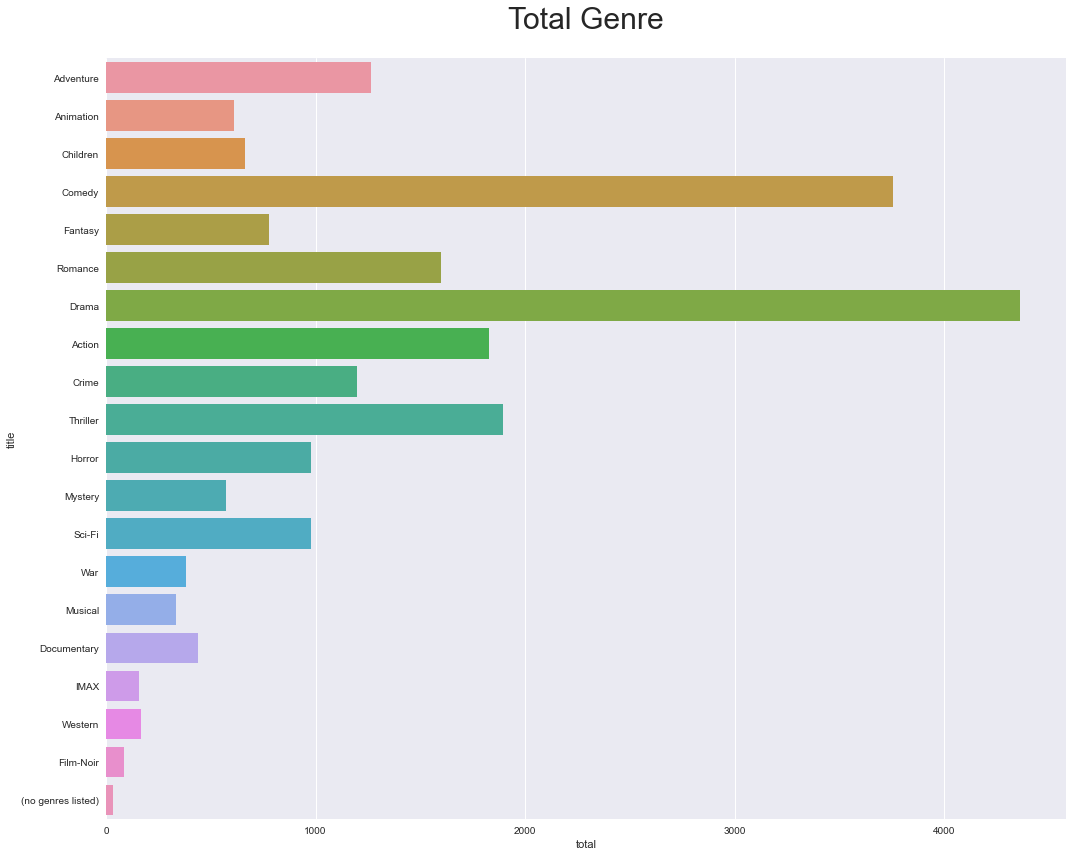 Total Genre
Adventure
Animation
Children
Comedy
Fantasy
Romance
Drama
Action
Crime
Thriller
title
Horror
Mystery
Sci-Fi
War
Musical
Documentary
IMAX
Western
Film-Noir
(no genres listed)
0 1000 2000 3000 4000
total